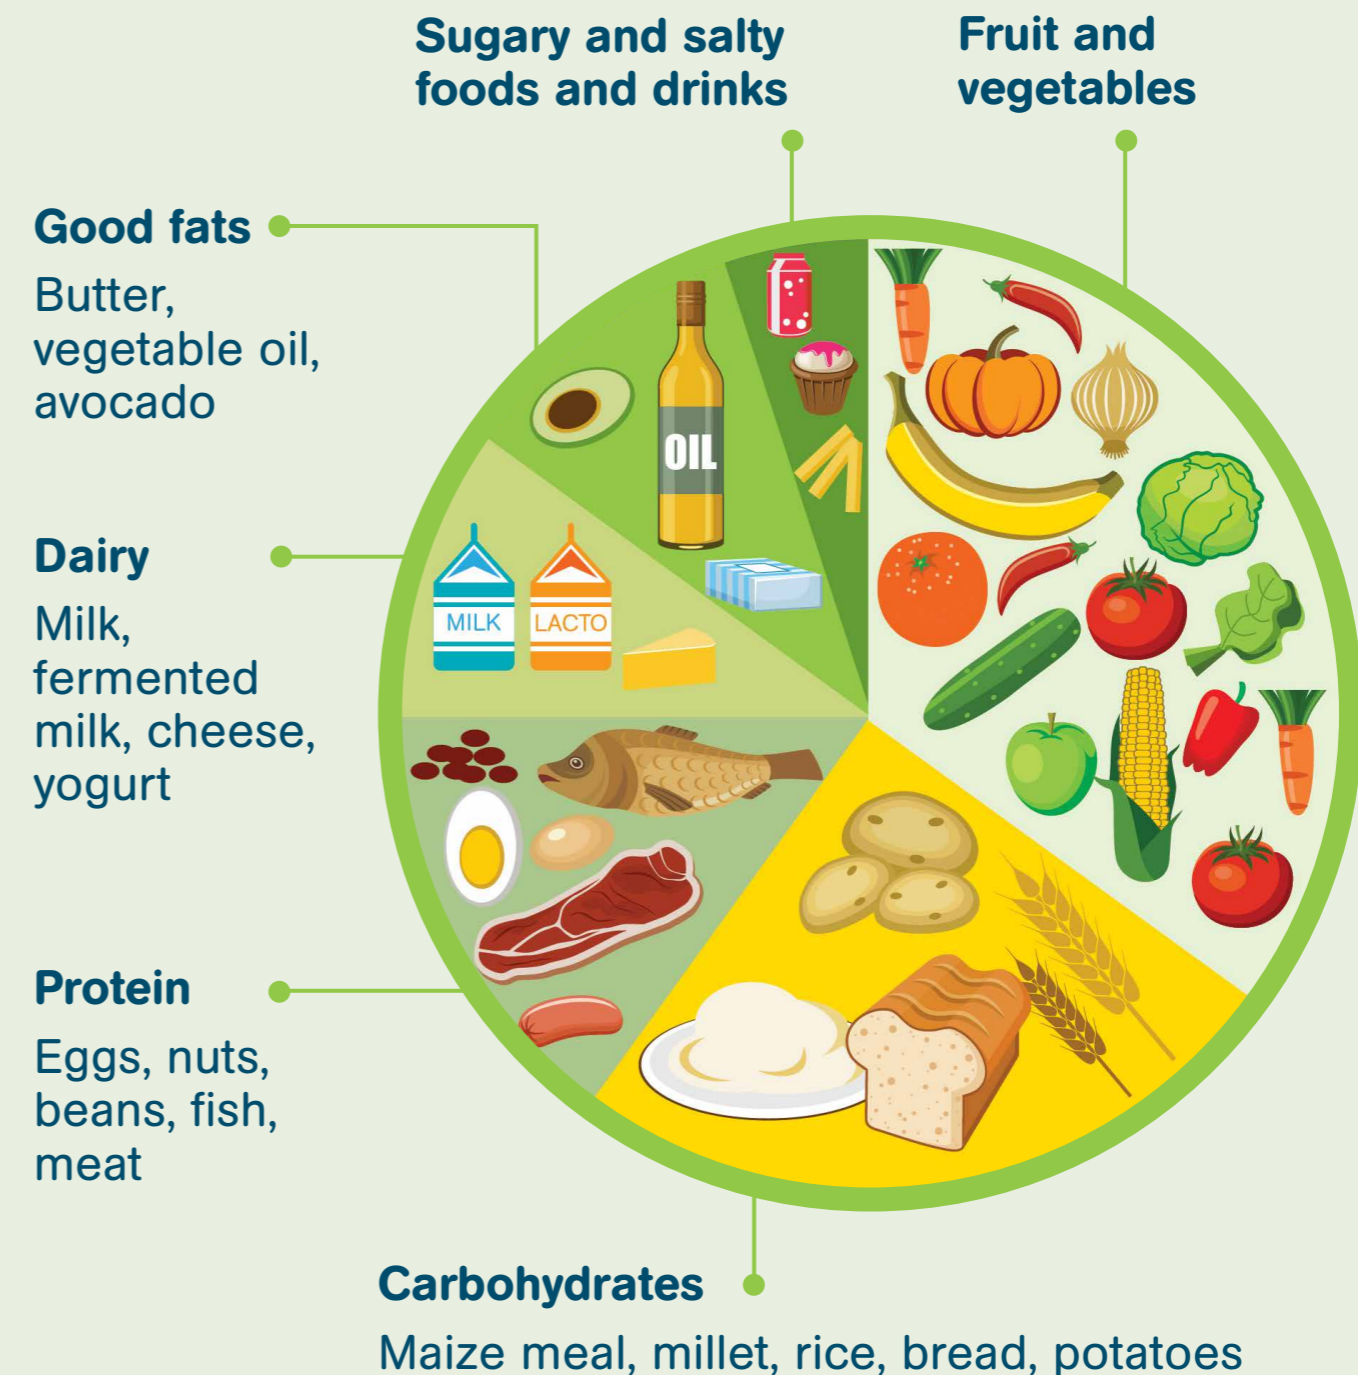 Sugary and salty
foods and drinks
Fruit and
vegetables
Good fats
Butter,
vegetable oil,
avocado
OIL
Dairy
Milk,
fermented
milk, cheese,
yogurt
MILK
LACTO
Protein
Eggs, nuts,
beans, fish,
meat
Carbohydrates
Maize meal, millet, rice, bread, potatoes